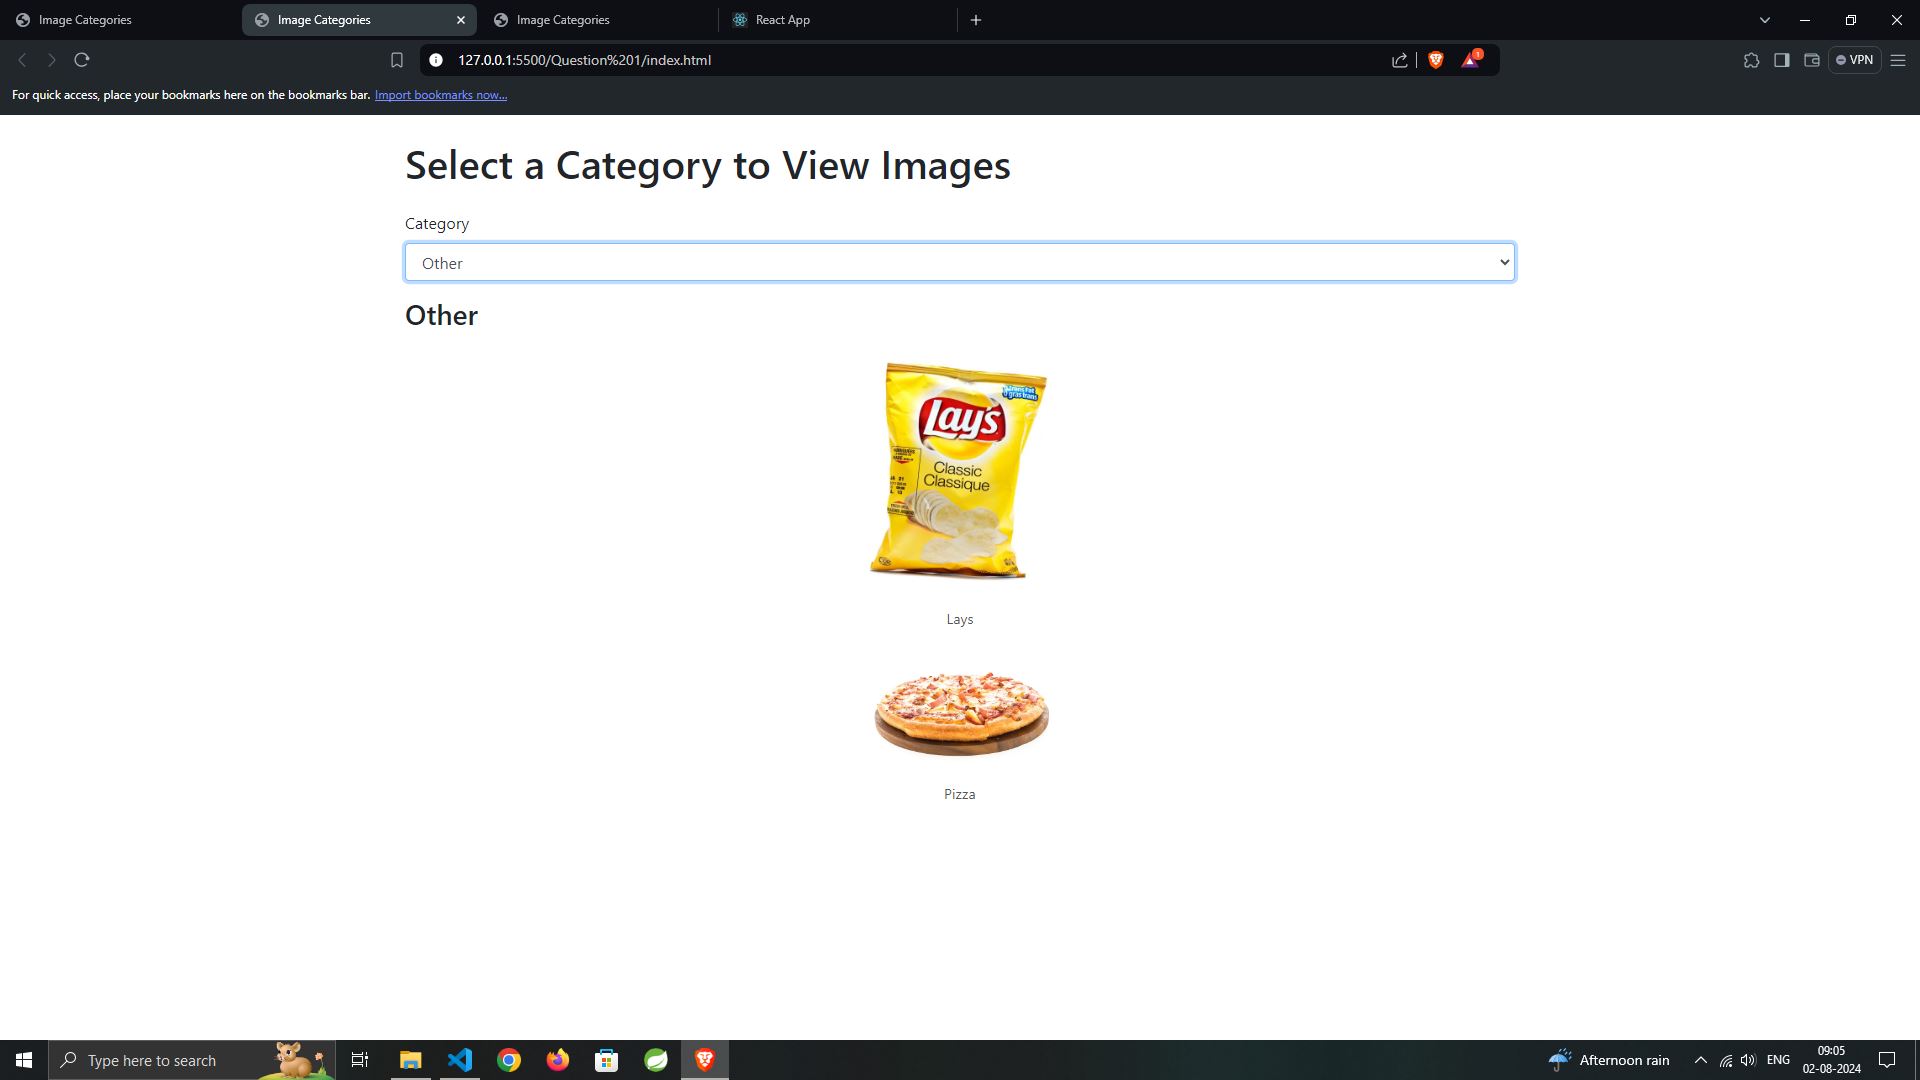 Image Categories
Image Categories
Image Categories
React App
127.0.0.1:5500/Question%201/index.html
1
VPN
For quick access, place your bookmarks here on the bookmarks bar. Import bookmarks now...
Select a Category to View Images
Category
Other
Other
Lay's
Classic
Classique
Lays
Pizza
Type here to search
Afternoon rain
ENG
09:05
02-08-2024